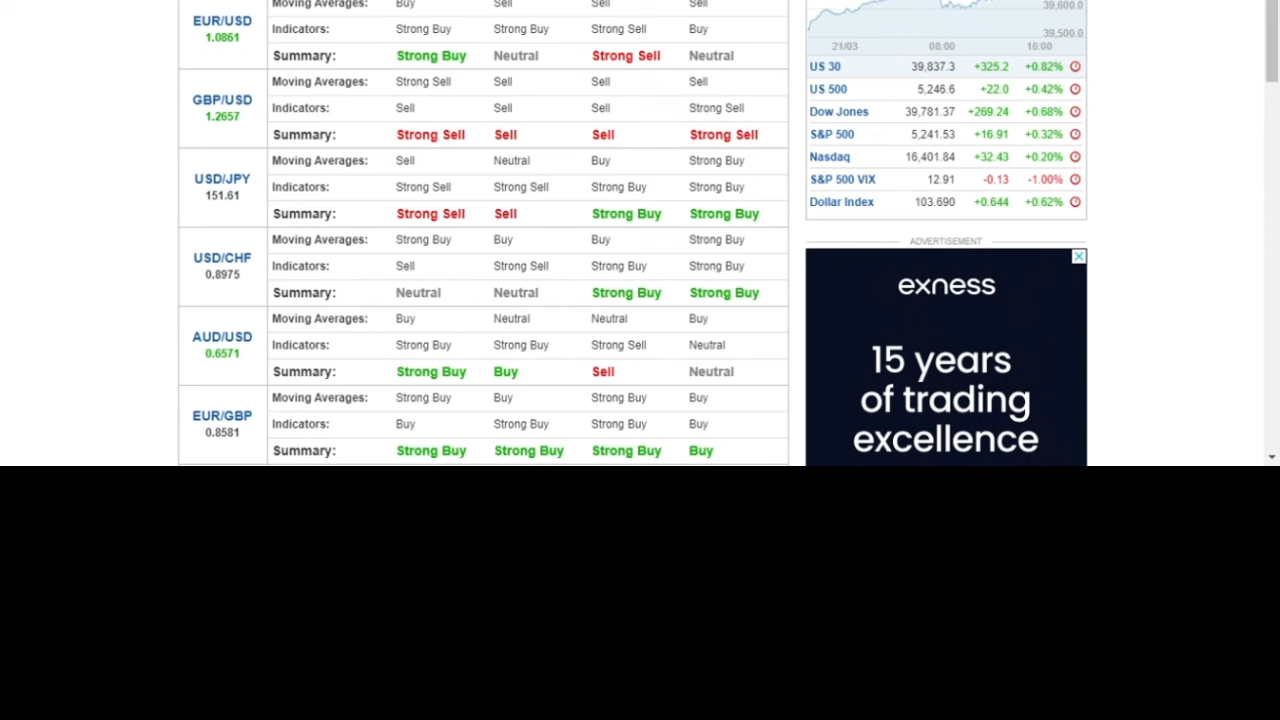 Moving Averages: Buy Sell Sell Sell
EUR/USD
1.0861
Indicators: Strong Buy Strong Buy Strong Sell Buy
Summary: Strong Buy Neutral Strong Sell Neutral
Moving Averages: Strong Sell Sell Sell Sell
GBP/USD
1.2657
Indicators: Sell Sell Sell Strong Sell
Summary: Strong Sell Sell Sell Strong Sell
Moving Averages: Sell Neutral Buy Strong Buy
USD/JPY
151.61
Indicators: Strong Sell Strong Sell Strong Buy Strong Buy
Summary: Strong Sell Sell Strong Buy Strong Buy
Moving Averages: Strong Buy Buy Buy Strong Buy
USD/CHF
0.8975
Indicators: Sell Strong Sell Strong Buy Strong Buy
Summary: Neutral Neutral Strong Buy Strong Buy
Moving Averages: Buy Neutral Neutral Buy
AUD/USD
0.6571
Indicators: Strong Buy Strong Buy Strong Sell Neutral
Summary: Strong Buy Buy Sell Neutral
Moving Averages: Strong Buy Buy Strong Buy Buy
EUR/GBP
0.8581
Indicators: Buy Strong Buy Strong Buy Buy
Summary: Strong Buy Strong Buy Strong Buy Buy
39,600.0
39,500.0
21/03 08:00 16:00
US 30 39,837.3 +325.2 +0.82%
US 500 5,246.6 +22.0 +0.42%
Dow Jones 39,781.37 +269.24 +0.68%
S&P 500 5,241.53 +16.91 +0.32%
Nasdaq 16,401.84 +32.43 +0.20%
S&P 500 VIX 12.91 -0.13 -1.00%
Dollar Index 103.690 +0.644 +0.62%
ADVERTISEMENT
exness
15 years
of trading
excellence